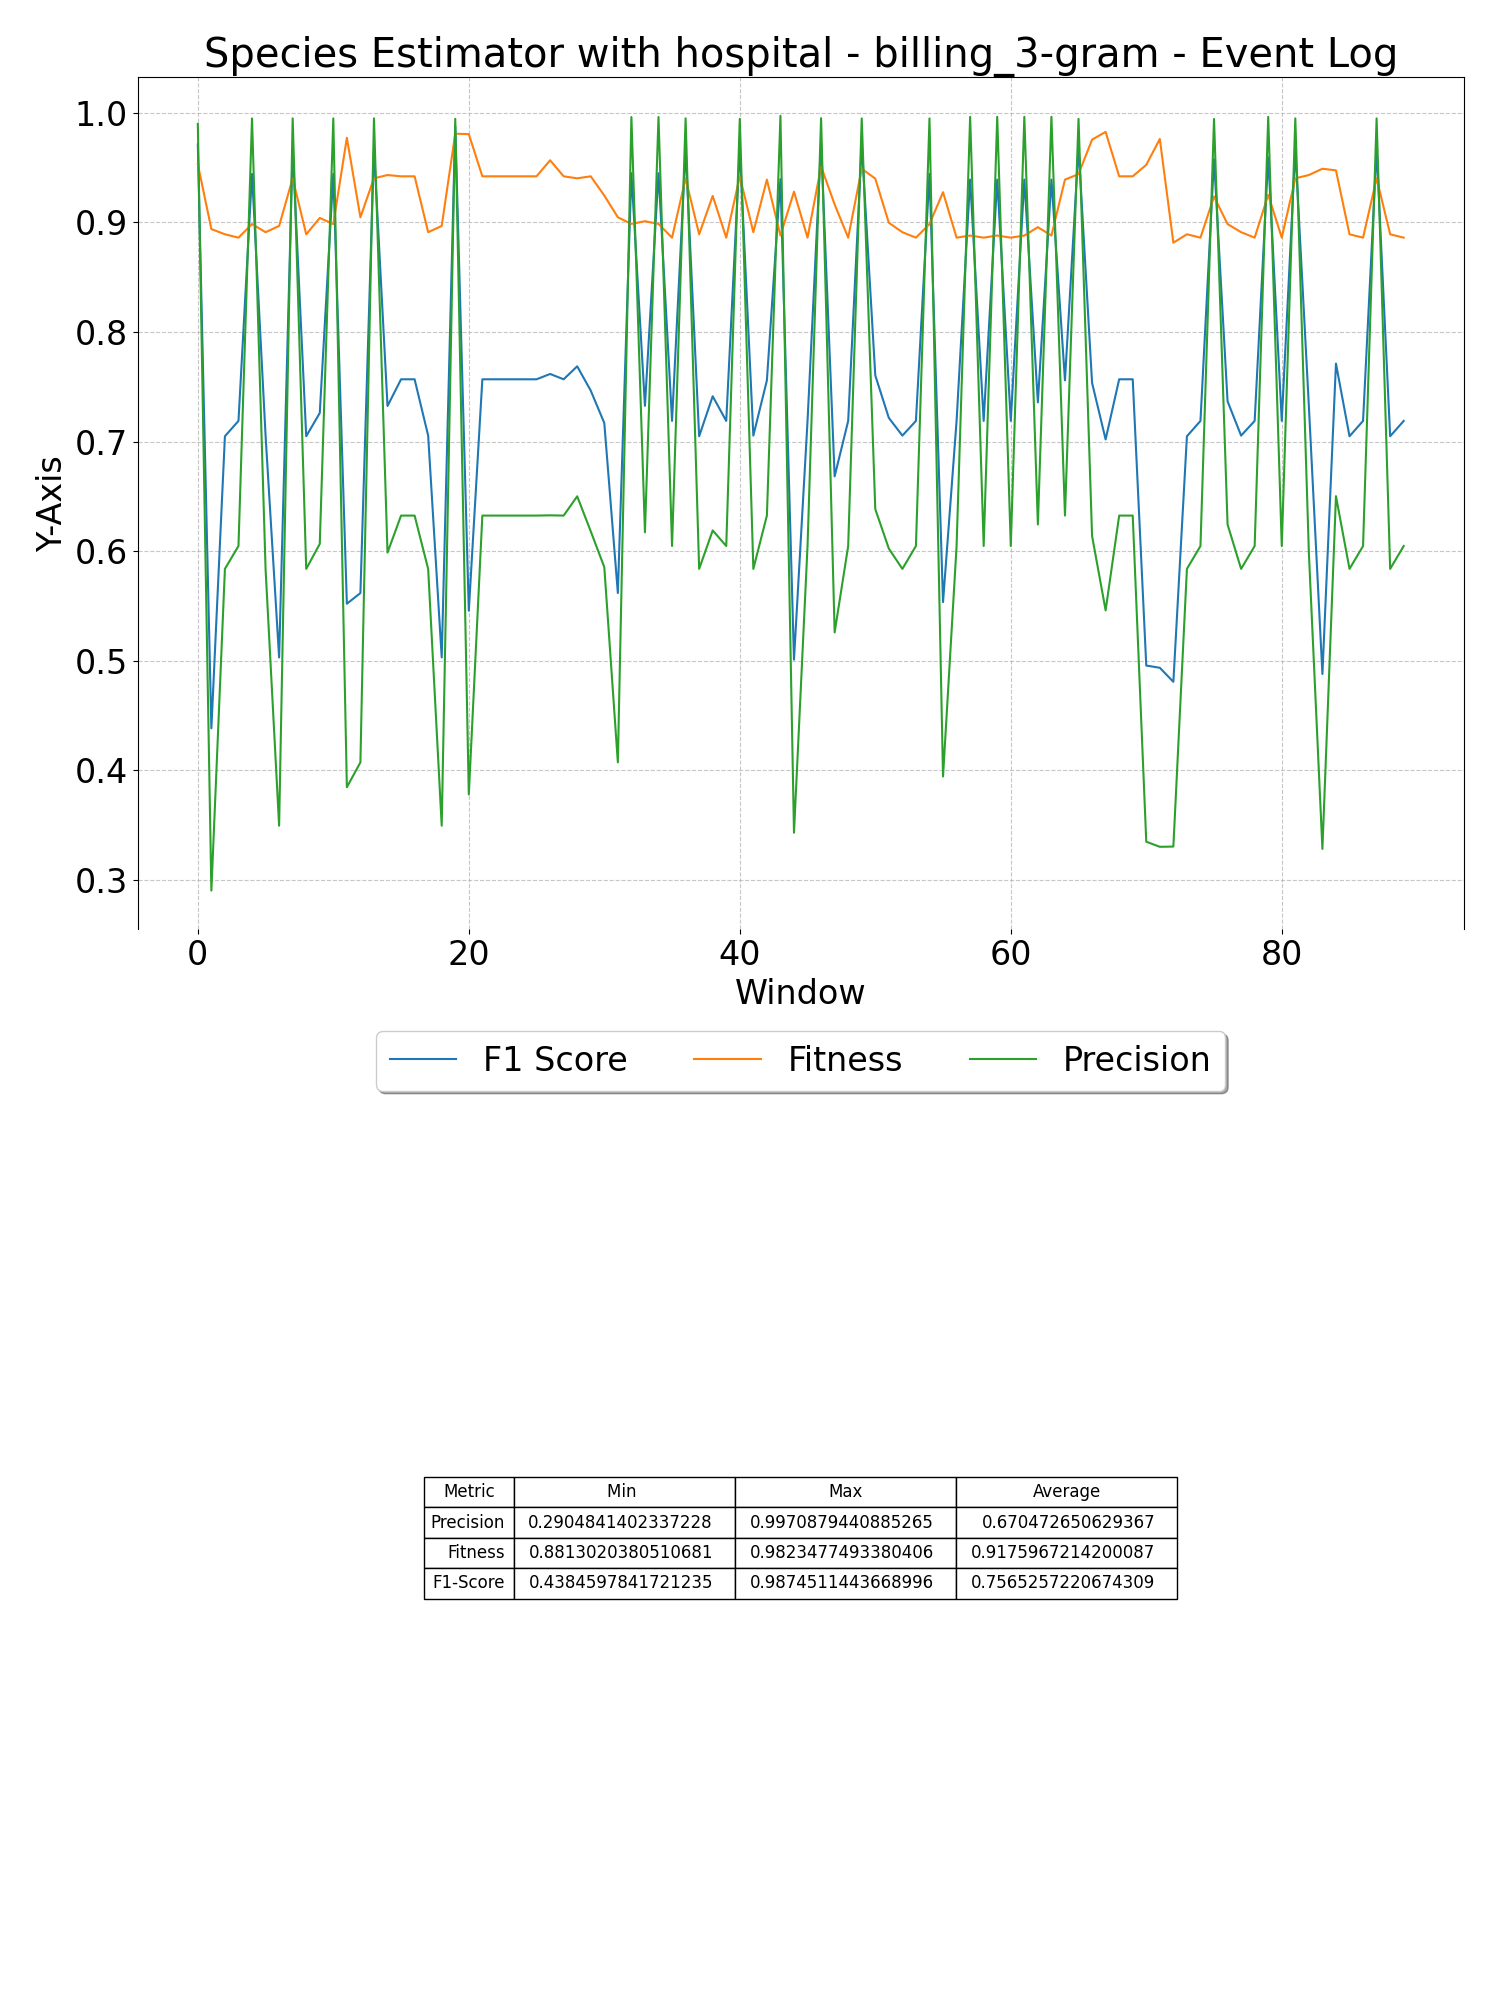 Species Estimator with hospital - billing_3-gram - Event Log
1.0
0.9
0.8
0.7
0.6
0.5
0.4
0.3
Y-Axis
0 20 40 60 80
Window
F1 Score Fitness Precision
Metric Min Max Average
Precision 0.2904841402337228 0.9970879440885265 0.670472650629367
Fitness 0.8813020380510681 0.9823477493380406 0.9175967214200087
F1-Score 0.4384597841721235 0.9874511443668996 0.7565257220674309